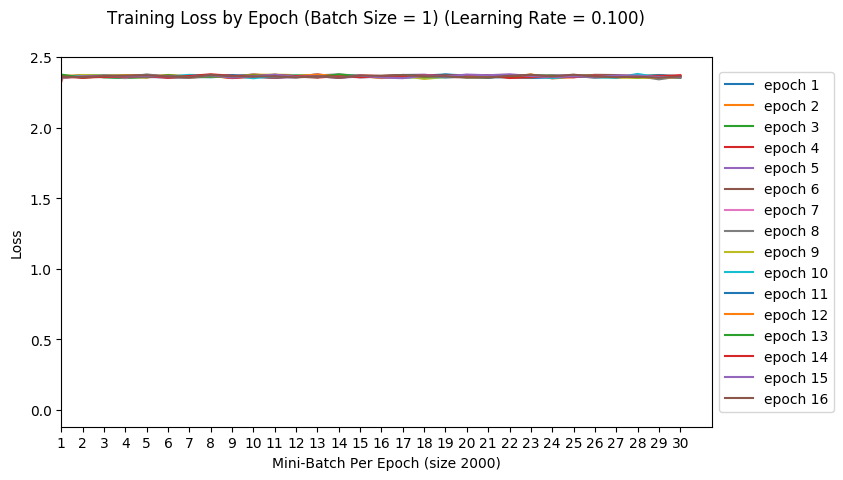 Training Loss by Epoch (Batch Size = 1) (Learning Rate = 0.100)
2.5
2.0
1.5
1.0
0.5
0.0
Loss
1 2 3 4 5 6 7 8 9 10 11 12 13 14 15 16 17 18 19 20 21 22 23 24 25 26 27 28 29 30
Mini-Batch Per Epoch (size 2000)
epoch 1
epoch 2
epoch 3
epoch 4
epoch 5
epoch 6
epoch 7
epoch 8
epoch 9
epoch 10
epoch 11
epoch 12
epoch 13
epoch 14
epoch 15
epoch 16